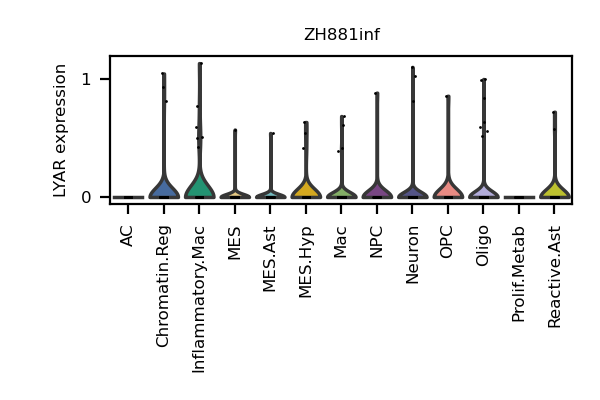 ZH881inf
LYAR expression
1
0
AC
Chromatin.Reg
Inflammatory.Mac
MES
MES.Ast
MES.Hyp
Mac
NPC
Neuron
OPC
Oligo
Prolif.Metab
Reactive.Ast